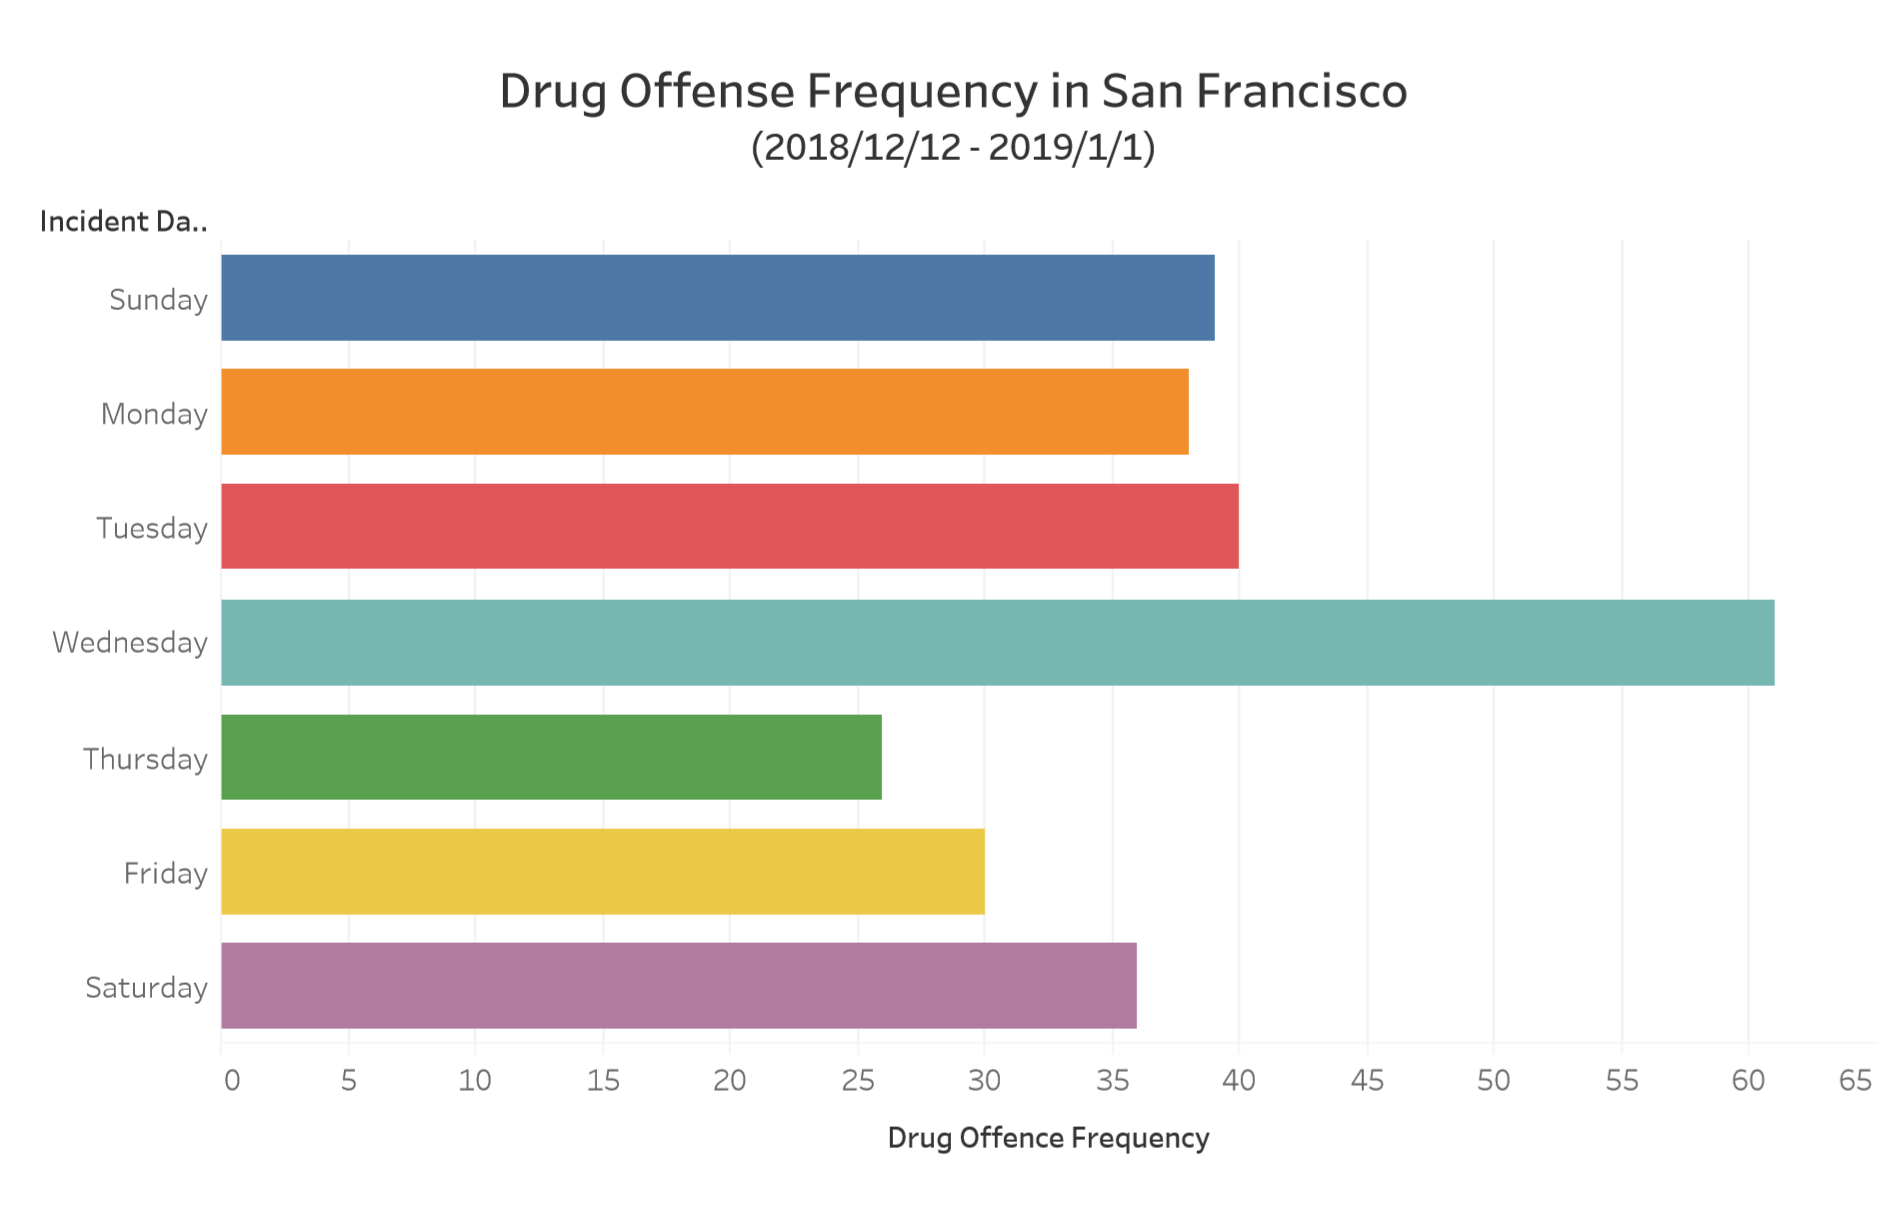 Drug Offense Frequency in San Francisco
(2018/12/12 - 2019/1/1)
Incident Da..
Sunday
Monday
Tuesday
Wednesday
Thursday
Friday
Saturday
0 5 10 15 20 25 30 35 40 45 50 55 60 65
Drug Offence Frequency